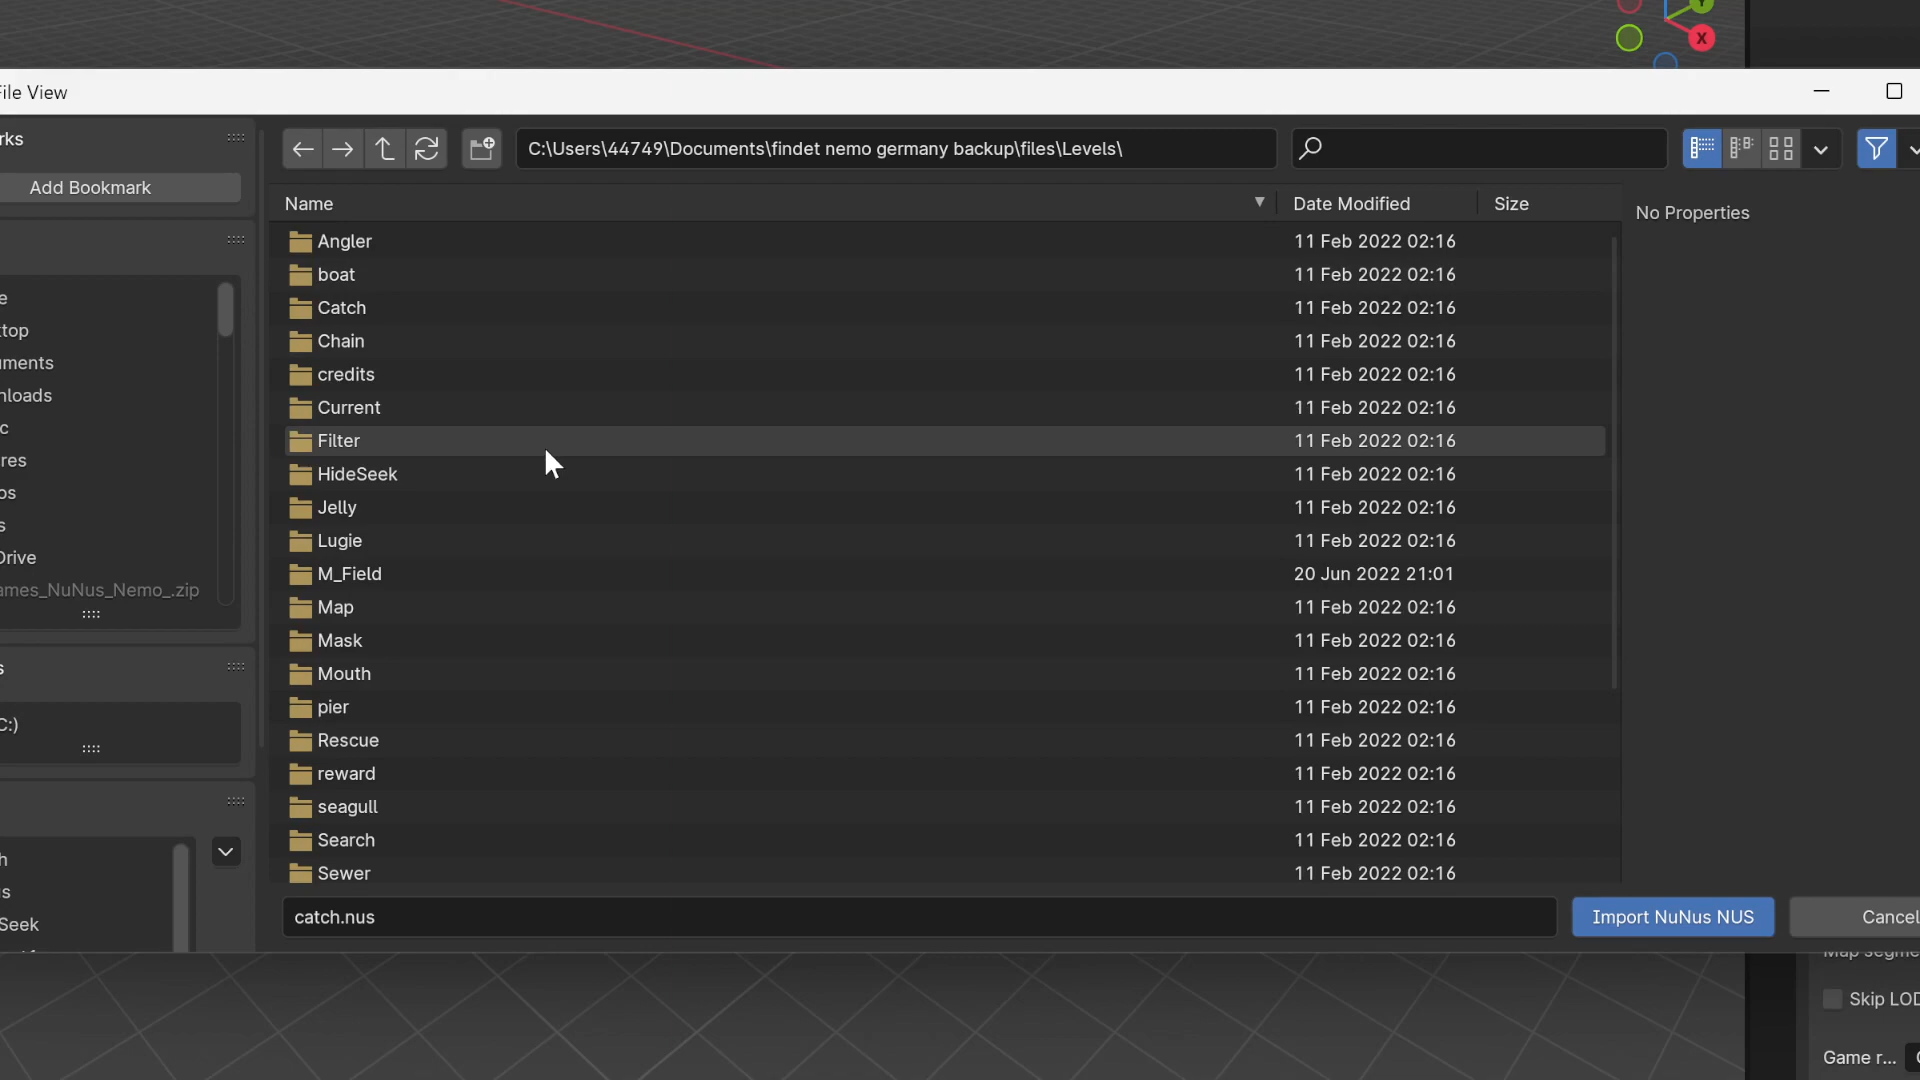 Y
X
File View
rks
Add Bookmark
C:\Users\44749\Documents\findet nemo germany backup\files\Levels\
Name Date Modified Size
No Properties
Angler 11 Feb 2022 02:16
boat 11 Feb 2022 02:16
Catch 11 Feb 2022 02:16
Chain 11 Feb 2022 02:16
credits 11 Feb 2022 02:16
Current 11 Feb 2022 02:16
Filter 11 Feb 2022 02:16
HideSeek 11 Feb 2022 02:16
Jelly 11 Feb 2022 02:16
Lugie 11 Feb 2022 02:16
M_Field 20 Jun 2022 21:01
Map 11 Feb 2022 02:16
Mask 11 Feb 2022 02:16
Mouth 11 Feb 2022 02:16
pier 11 Feb 2022 02:16
Rescue 11 Feb 2022 02:16
reward 11 Feb 2022 02:16
seagull 11 Feb 2022 02:16
Search 11 Feb 2022 02:16
Sewer 11 Feb 2022 02:16
e
top
uments
nloads
c
res
os
s
Drive
ames_NuNus_Nemo_.zip
s
C:)
h
s
Seek
catch.nus
Import NuNus NUS
Cancel
Map segme
Skip LOD
Game r...